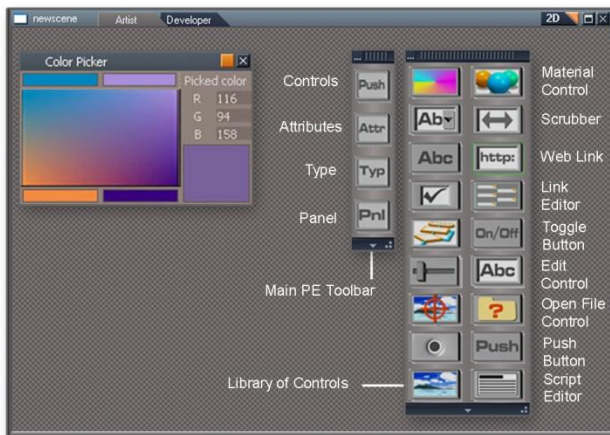 newscene Artist Developer 2D
Color Picker
Picked color
R 116
G 94
B 158
Controls
Attributes
Type
Panel
Push
Attr
Typ
Pnl
Main PE Toolbar
Library of Controls
Ab
Abc
http:
On/Off
Abc
?
Push
Material
Control
Scrubber
Web Link
Link
Editor
Toggle
Button
Edit
Control
Open File
Control
Push
Button
Script
Editor